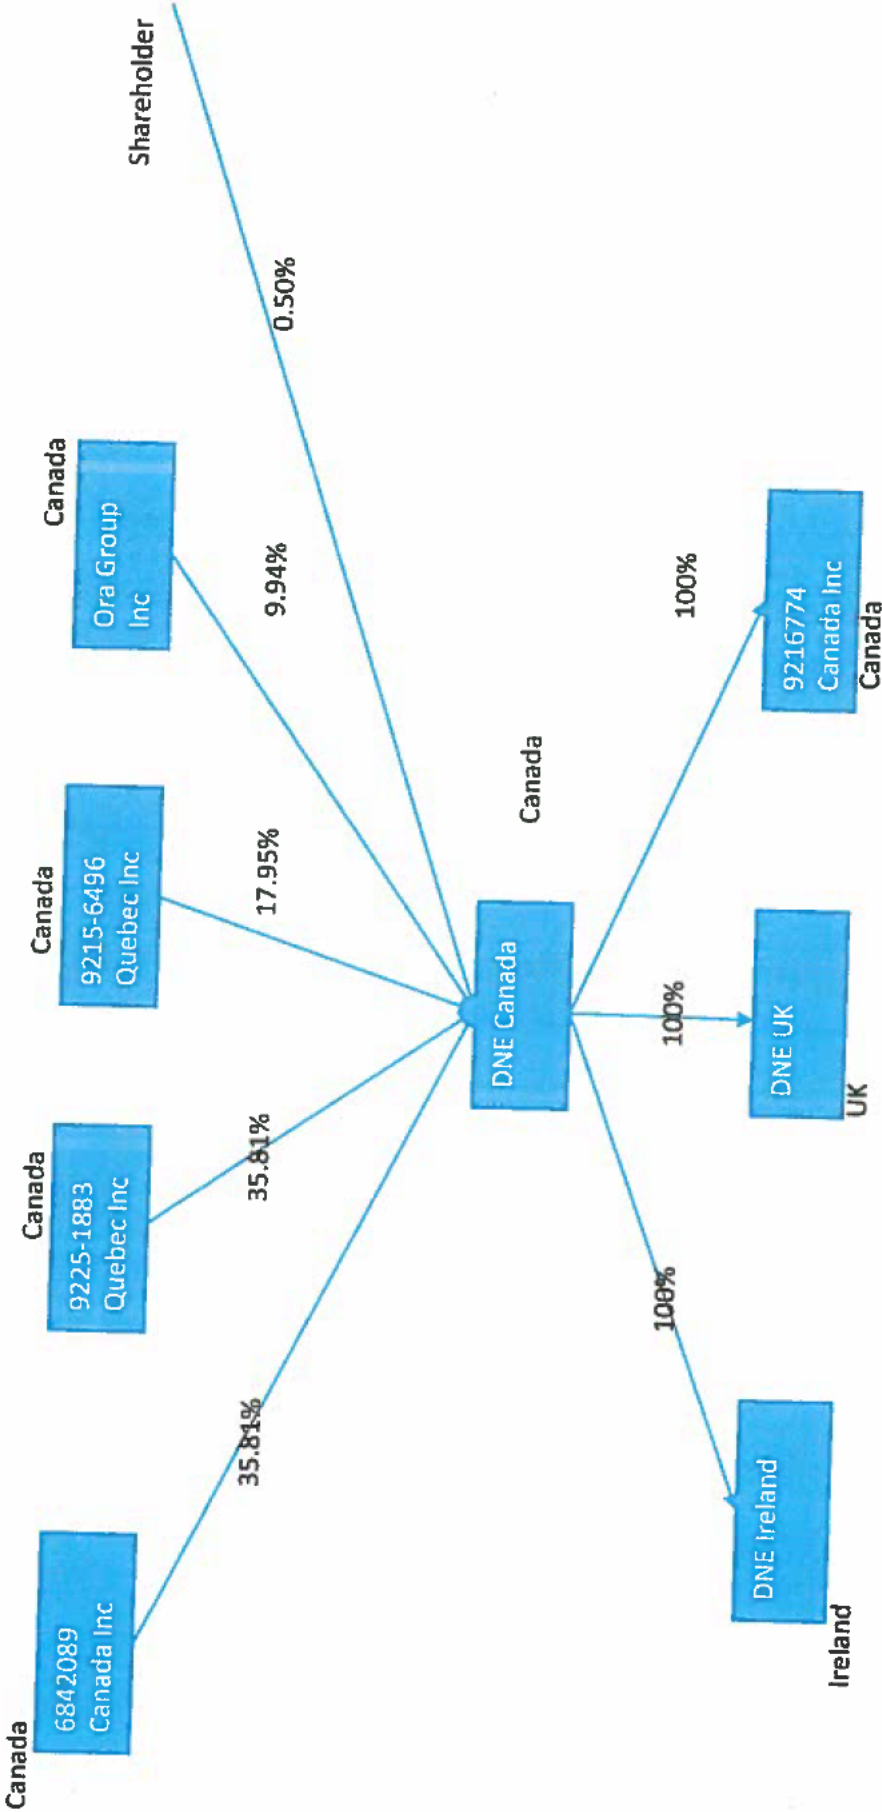 Canada
6842089
Canada Inc
Canada
9225-1883
Quebec Inc
Canada
9215-6496
Quebec Inc
Canada
Ora Group
Inc
Shareholder
35.81%
35.81%
17.95%
9.94%
0.50%
DNE Canada
Canada
100%
100%
100%
DNE Ireland
Ireland
DNE UK
UK
9216774
Canada Inc
Canada